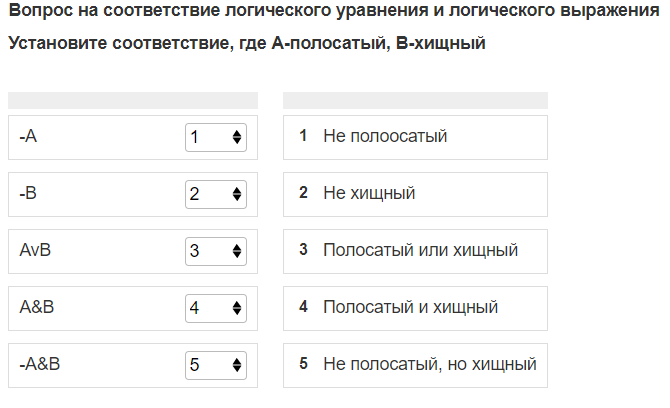 Вопрос на соответствие логического уравнения и логического выражения
Установите соответствие, где А-полосатый, В-хищный
-A 1 1 Не полоосатый
-B 2 2 Не хищный
AvB 3 3 Полосатый или хищный
A&B 4 4 Полосатый и хищный
-A&B 5 5 Не полосатый, но хищный